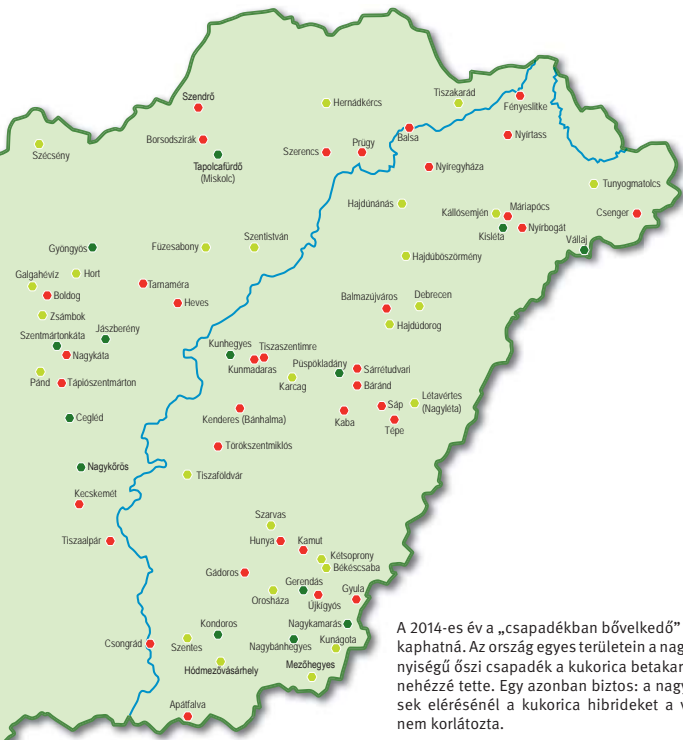 Szendrő
Hernádkércs
Tiszakarád
Fényeslitke
Borsodszirák
Szécsény
Tapolcafürdő
(Miskolc)
Szerencs
Prügy
Balsa
Nyírtass
Nyíregyháza
Tunyogmatolcs
Hajdúnánás
Kállósemjén
Máriapócs
Csenger
Kisléta
Nyírbogát
Vállaj
Gyöngyös
Füzesabony
Szentistván
Hajdúböszörmény
Galgahévíz
Hort
Boldog
Tarnaméra
Heves
Balmazújváros
Debrecen
Zsámbok
Hajdúdorog
Szentmártonkáta
Jászberény
Nagykáta
Kunhegyes
Tiszaszentimre
Kunmadaras
Püspökladány
Sárrétudvari
Pánd
Tápiószentmárton
Karcag
Báránd
Létavértes
(Nagyléta)
Cegléd
Kenderes (Bánhalma)
Kaba
Sáp
Tépe
Törökszentmiklós
Nagykőrös
Tiszaföldvár
Kecskemét
Szarvas
Tiszaalpár
Hunya
Kamut
Kétsoprony
Békéscsaba
Gádoros
Gerendás
Orosháza
Újkígyós
Gyula
Kondoros
Nagykamarás
Csongrád
Szentes
Nagybánhegyes
Kunágota
Hódmezővásárhely
Mezőhegyes
Apátfalva
A 2014-es év a „csapadékban bővelkedő”
kaphatná. Az ország egyes területein a nag
nyiségű őszi csapadék a kukorica betakar
nehézzé tette. Egy azonban biztos: a nagy
sek elérésénél a kukorica hibrideket a v
nem korlátozta.